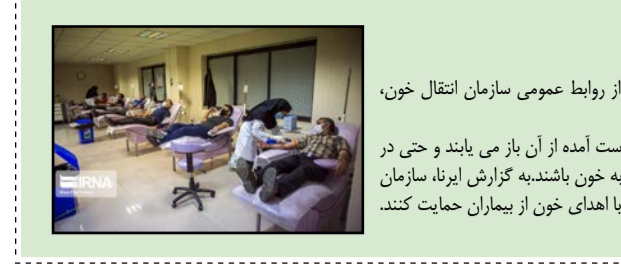 از روابط عمومی سازمان انتقال خون،
ست آمده از آن باز می یابند و حتی در
به خون باشند.به گزارش ایرنا، سازمان
با اهدای خون از بیماران حمایت کنند.
IRNA